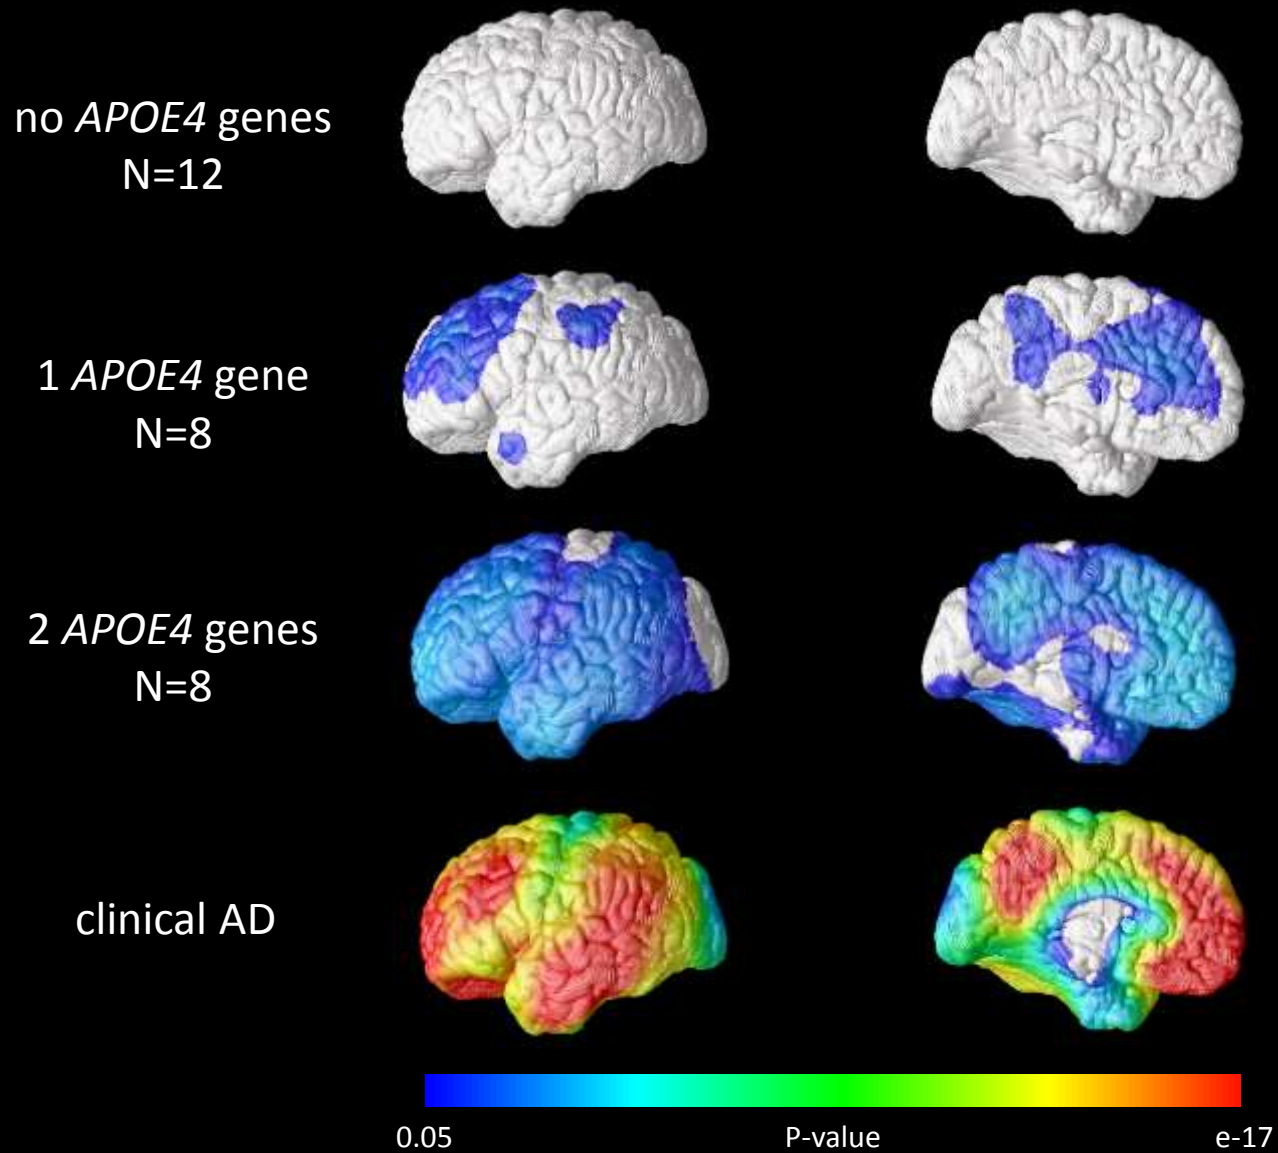 no APOE4 genes
N=12
1 APOE4 gene
N=8
2 APOE4 genes
N=8
clinical AD
0.05 P-value e-17